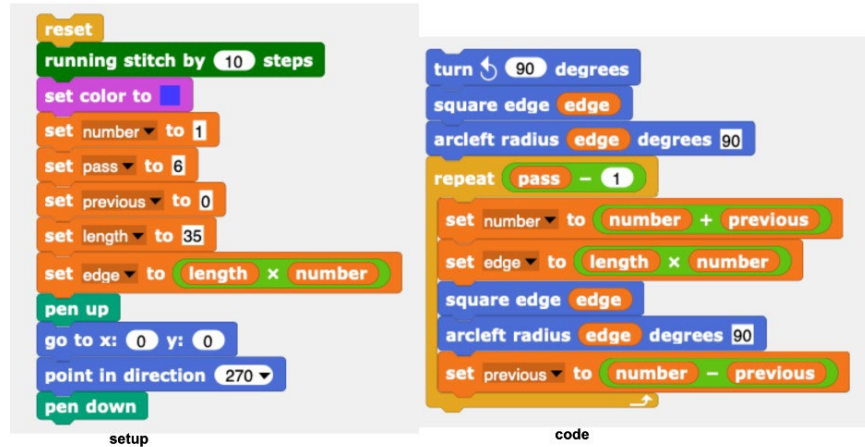 reset
running stitch by 10 steps
set color to
set number to 1
set pass to 6
set previous to 0
set length to 35
set edge to length × number
pen up
go to x: 0 y: 0
point in direction 270
pen down
setup
turn 90 degrees
square edge edge
arcleft radius edge degrees 90
repeat pass - 1
set number to number + previous
set edge to length × number
square edge edge
arcleft radius edge degrees 90
set previous to number - previous
code